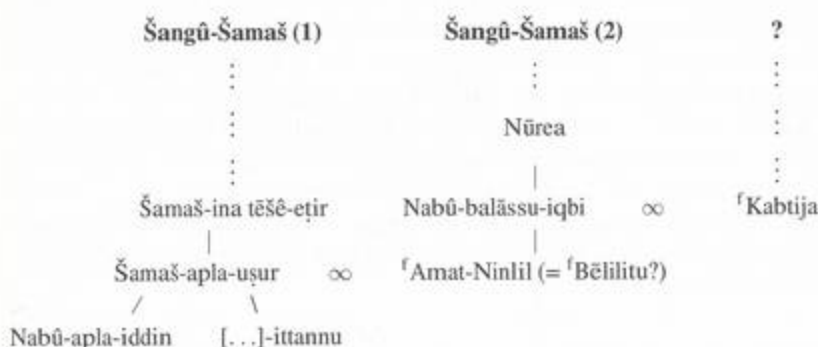 Šangû-Šamaš (1) Šangû-Šamaš (2) ?
Nūrea
Šamaš-ina tēšê-eṭir Nabû-balāssu-iqbi ∞ ᶠKabtija
Šamaš-apla-uṣur ∞ ᶠAmat-Ninlil (= ᶠBēlilitu?)
Nabû-apla-iddin [...]-ittannu